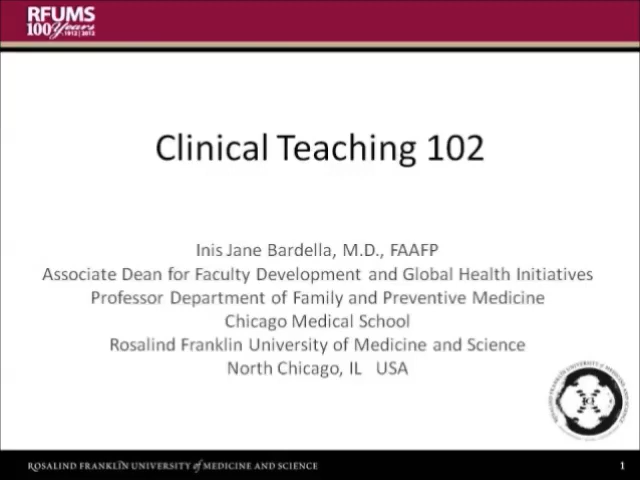 RFUMS
100 Years
1912|2012
Clinical Teaching 102
Inis Jane Bardella, M.D., FAAFP
Associate Dean for Faculty Development and Global Health Initiatives
Professor Department of Family and Preventive Medicine
Chicago Medical School
Rosalind Franklin University of Medicine and Science
North Chicago, IL USA
ROSALIND FRANKLIN UNIVERSITY of MEDICINE AND SCIENCE
1